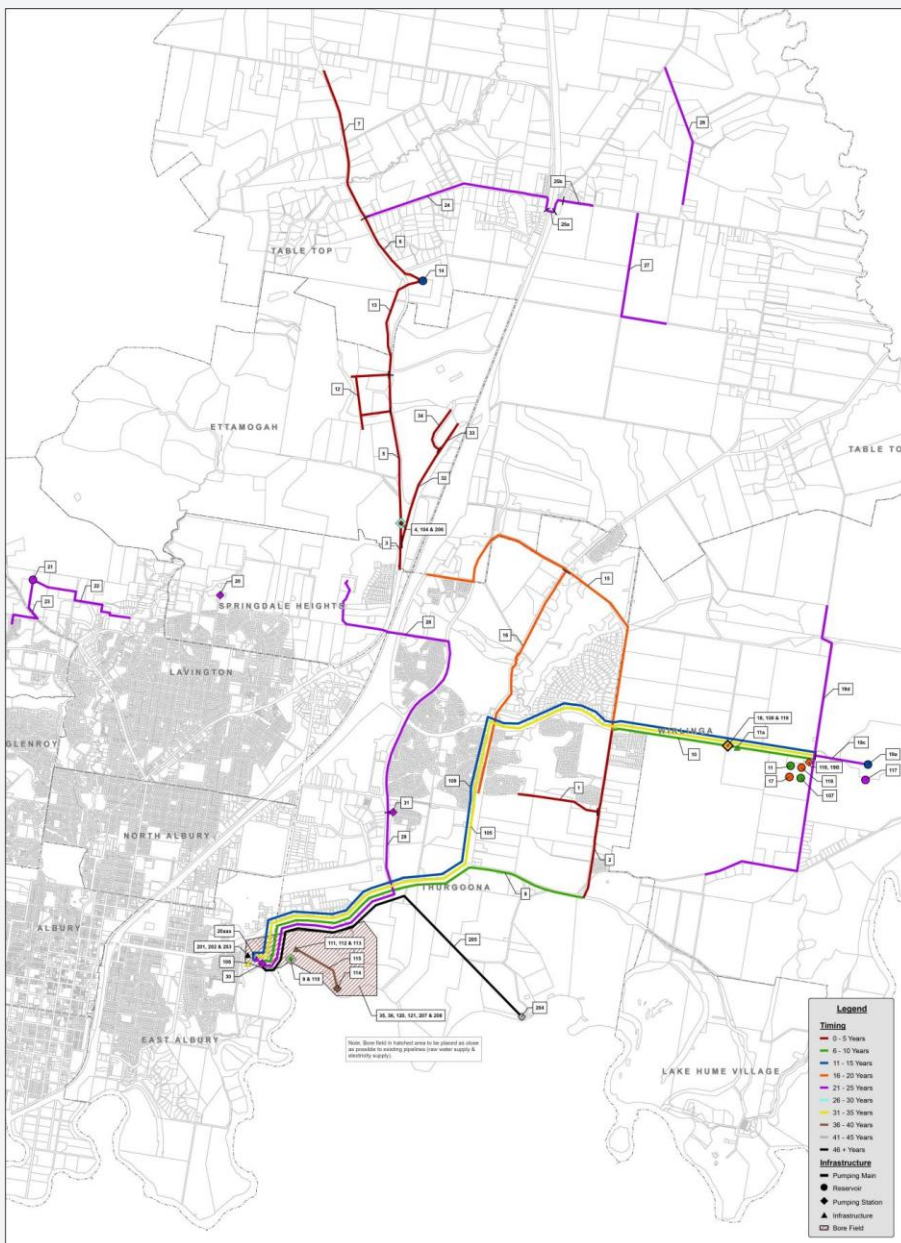 7
28
25b
24
25a
8
TABLE TOP
27
14
13
12
34
ETTAMOGAH
33
5
TABLE TO
32
4, 104 & 206
3
21
20
15
22
SPRINGDALE HEIGHTS
23
16
LAVINGTON
19d
18, 108 & 118
11a
WIRLINGA
GLENROY
10
19c
19a
11
116, 19B
119
117
17
107
109
1
31
NORTH ALBURY
105
2
29
THURGOONA
6
ALBURY
205
111, 112 & 113
201, 202 & 203
115
106
114
30
9 & 110
204
35, 36, 120, 121, 207 & 208
EAST ALBURY
Note. Bore field in hatched area to be placed as close
as possible to existing pipelines (raw water supply &
electricity supply).
LAKE HUME VILLAGE
Legend
Timing
0 - 5 Years
6 - 10 Years
11 - 15 Years
16 - 20 Years
21 - 25 Years
26 - 30 Years
31 - 35 Years
36 - 40 Years
41 - 45 Years
46 + Years
Infrastructure
Pumping Main
Reservoir
Pumping Station
Infrastructure
Bore Field